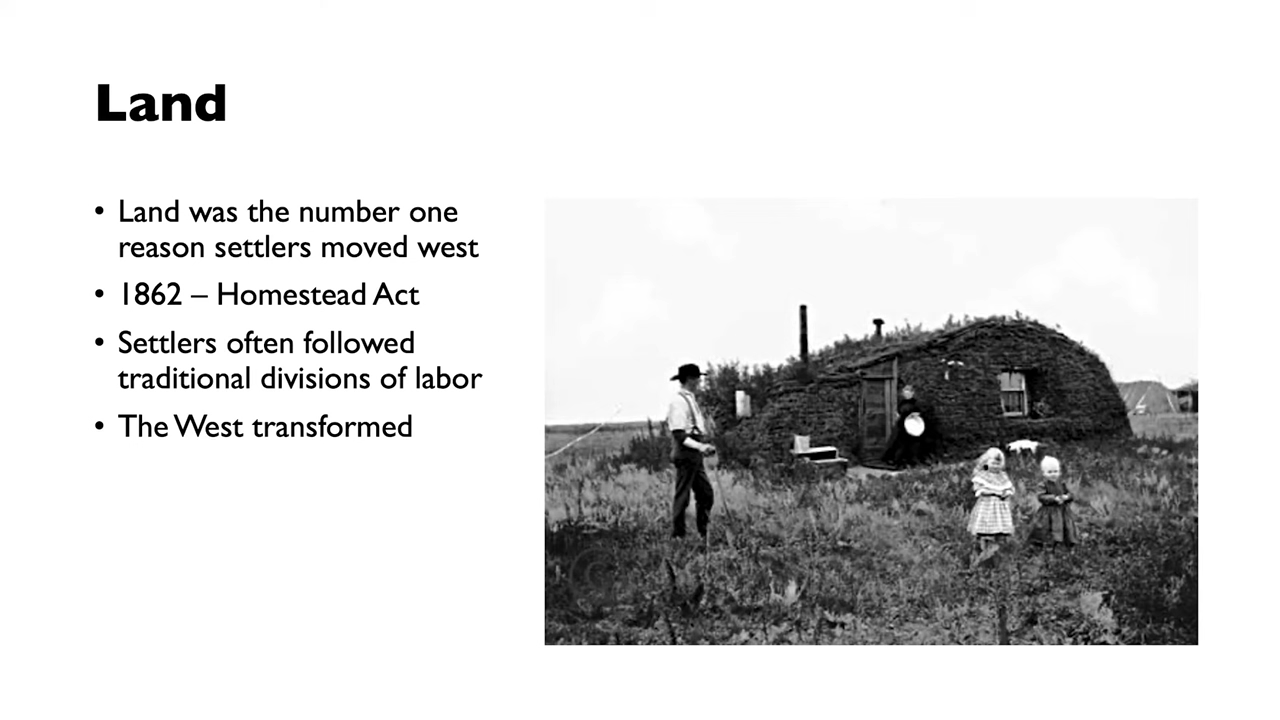 Land
• Land was the number one
reason settlers moved west
• 1862 – Homestead Act
• Settlers often followed
traditional divisions of labor
• The West transformed